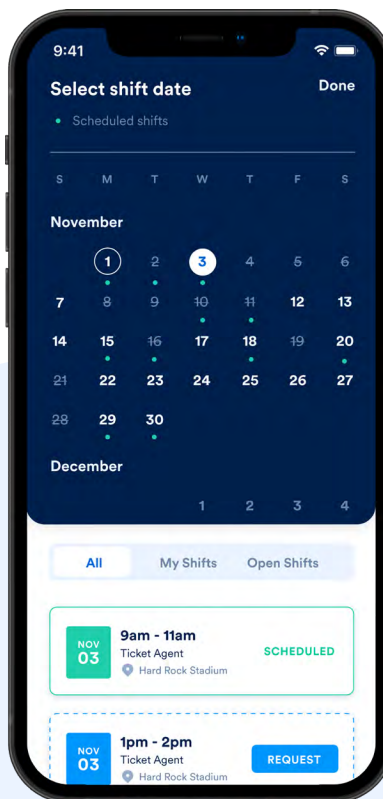 9:41
Select shift date Done
Scheduled shifts
S M T W T F S
November
1 2 3 4 5 6
7 8 9 10 11 12 13
14 15 16 17 18 19 20
21 22 23 24 25 26 27
28 29 30
December
1 2 3 4
All My Shifts Open Shifts
NOV
03
9am - 11am
Ticket Agent
Hard Rock Stadium
SCHEDULED
NOV
03
1pm - 2pm
Ticket Agent
Hard Rock Stadium
REQUEST